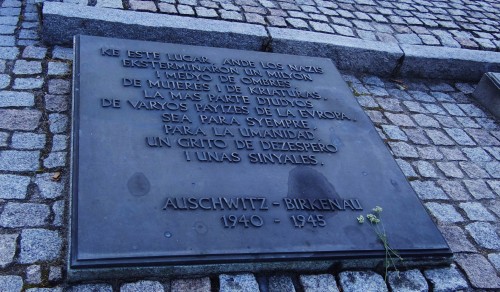 KE ESTE LUGAR, ANDE LOS NAZIS
EKSTERMINARON UN MILYON
I MEDYO DE OMBRES,
DE MUJERES I DE KRIATURAS,
LA MAS PARTE DJUDYOS,
DE VARYOS PAYIZES DE LA EVROPA,
SEA PARA SYEMPRE,
PARA LA UMANIDAD,
UN GRITO DE DEZESPERO
I UNAS SINYALES.
AUSCHWITZ - BIRKENAU
1940 - 1945